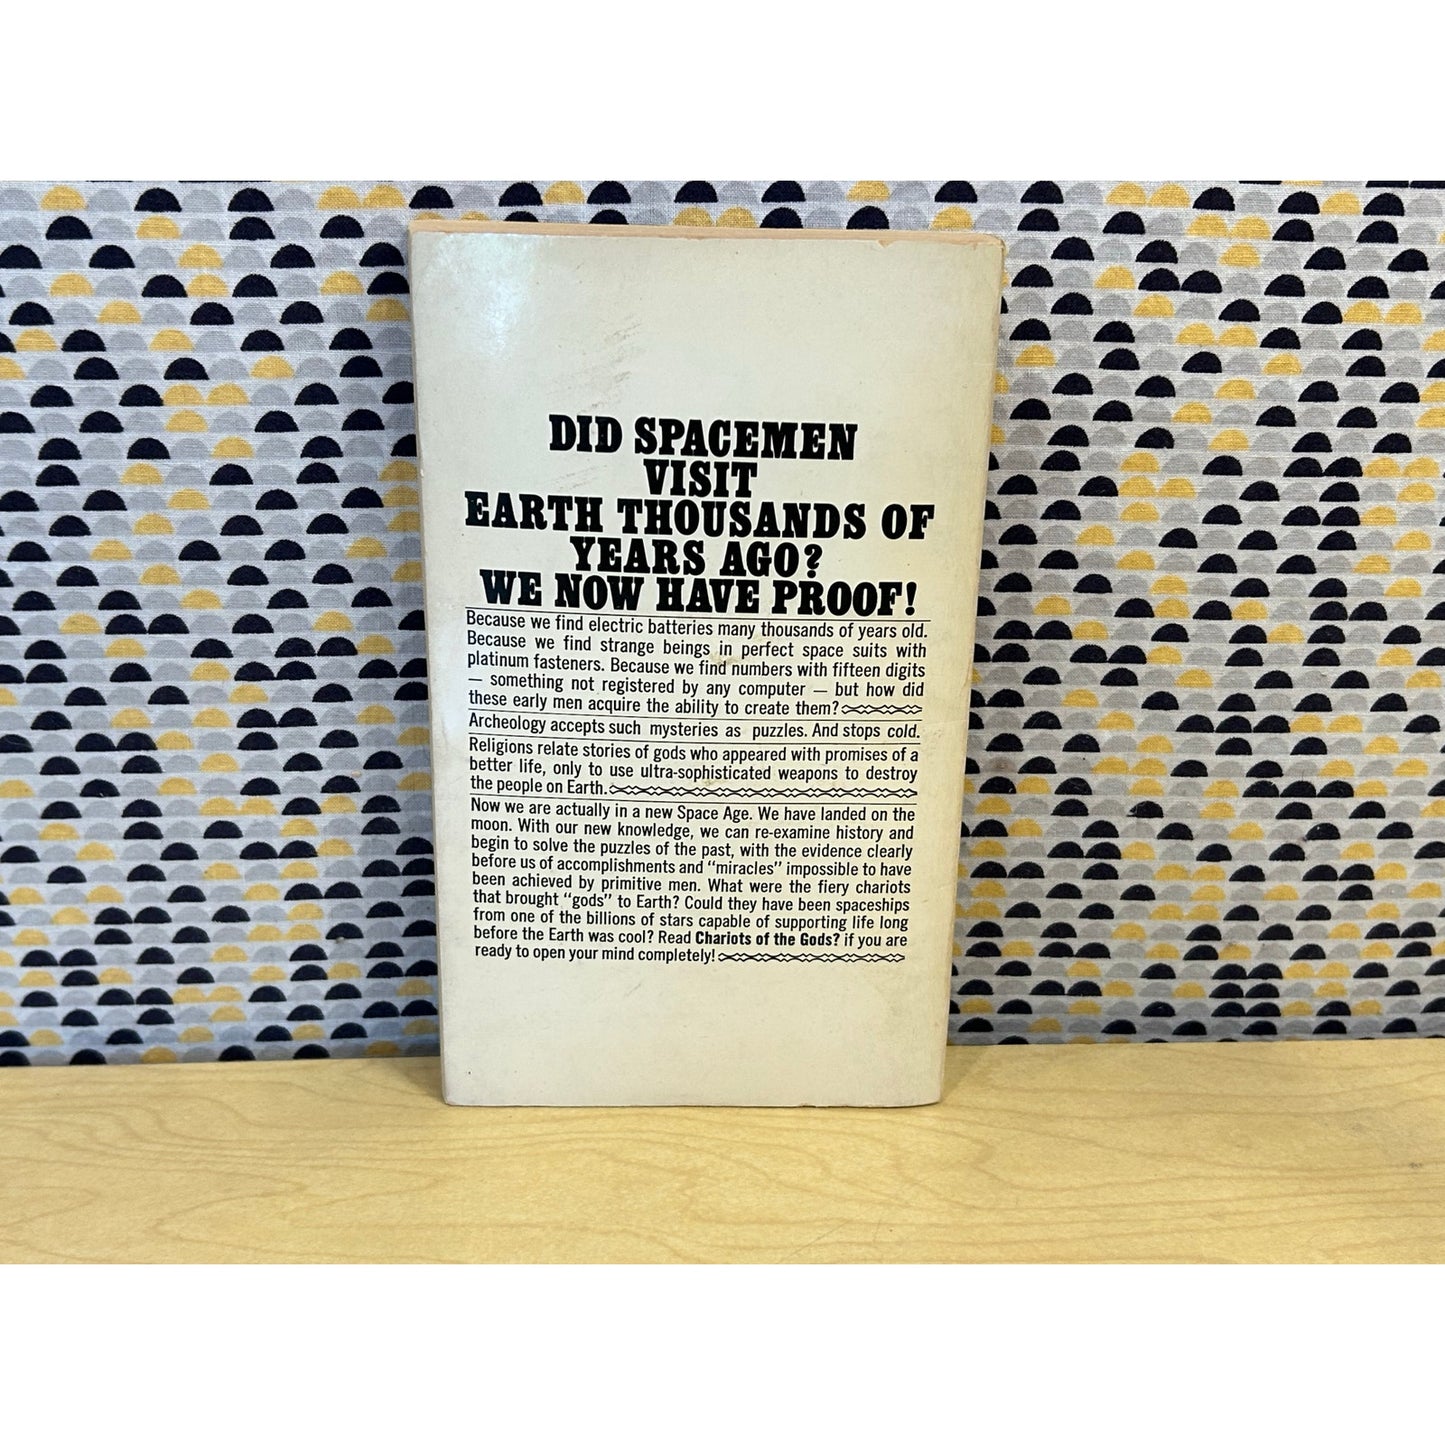 DID SPACEMEN
VISIT
EARTH THOUSANDS OF
YEARS AGO?
WE NOW HAVE PROOF!
Because we find electric batteries many thousands of years old.
Because we find strange beings in perfect space suits with
platinum fasteners. Because we find numbers with fifteen digits
— something not registered by any computer — but how did
these early men acquire the ability to create them?
Archeology accepts such mysteries as puzzles. And stops cold.
Religions relate stories of gods who appeared with promises of a
better life, only to use ultra-sophisticated weapons to destroy
the people on Earth.
Now we are actually in a new Space Age. We have landed on the
moon. With our new knowledge, we can re-examine history and
begin to solve the puzzles of the past, with the evidence clearly
before us of accomplishments and "miracles" impossible to have
been achieved by primitive men. What were the fiery chariots
that brought "gods" to Earth? Could they have been spaceships
from one of the billions of stars capable of supporting life long
before the Earth was cool? Read Chariots of the Gods? if you are
ready to open your mind completely!